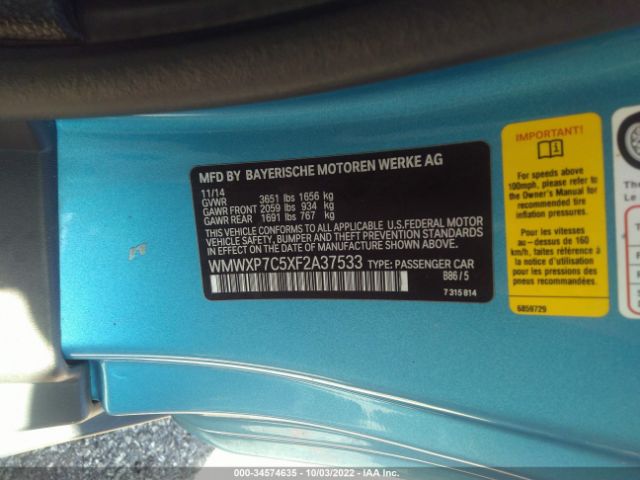 MFD BY BAYERISCHE MOTOREN WERKE AG
11/14
GVWR 3651 lbs 1656 kg
GAWR FRONT 2059 lbs 934 kg
GAWR REAR 1691 lbs 767 kg
THIS VEHICLE CONFORMS TO ALL APPLICABLE U.S.FEDERAL MOTOR
VEHICLE SAFETY, BUMPER, AND THEFT PREVENTION STANDARDS
IN EFFECT ON THE DATE OF MANUFACTURE SHOWN ABOVE.
WMWXP7C5XF2A37533 TYPE: PASSENGER CAR
B86/5
7 315 814
IMPORTANT!
For speeds above
100mph, please refer to
the Owner's Manual for
recommended tire
inflation pressures.
Pour les vitesses
au-dessus de 160
km/h, faites référence à
la notice d'utilisation
pour les pressions des
pneus recommandées.
6859729
Th
Le
000-34574635 - 10/03/2022 - IAA Inc.